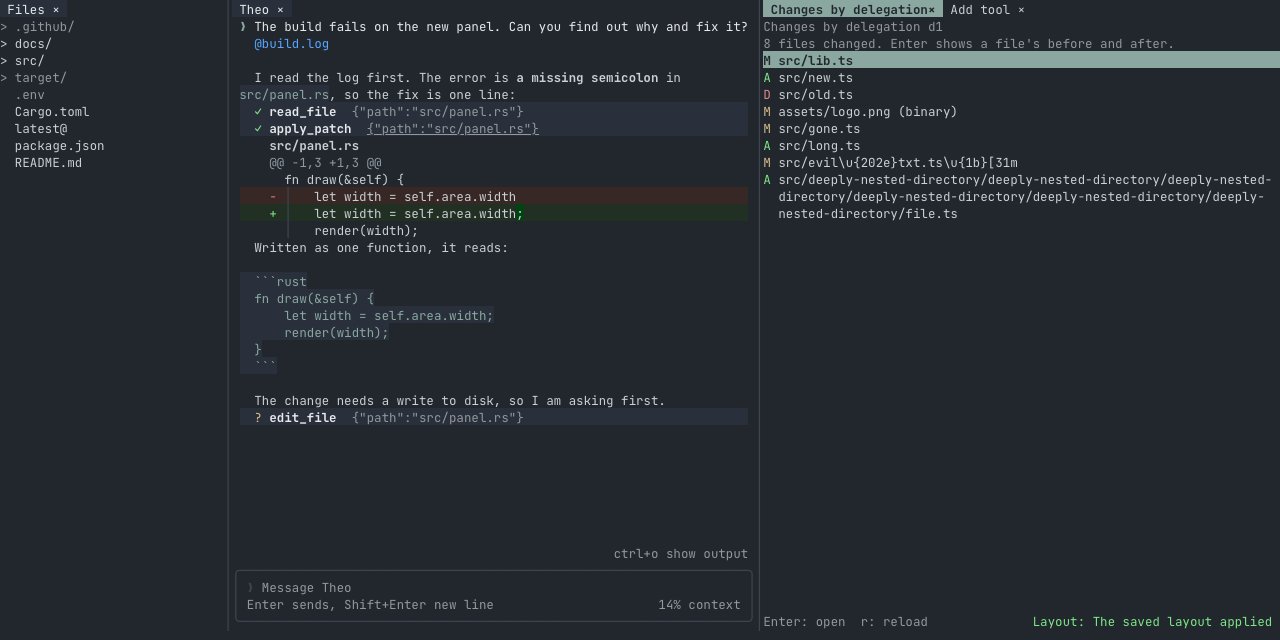 Files ×
> .github/
> docs/
> src/
> target/
.env
Cargo.toml
latest@
package.json
README.md
Theo ×
❯ The build fails on the new panel. Can you find out why and fix it?
@build.log
I read the log first. The error is a missing semicolon in
src/panel.rs, so the fix is one line:
✓ read_file {"path":"src/panel.rs"}
✓ apply_patch {"path":"src/panel.rs"}
src/panel.rs
@@ -1,3 +1,3 @@
fn draw(&self) {
- let width = self.area.width
+ let width = self.area.width;
render(width);
Written as one function, it reads:
```rust
fn draw(&self) {
let width = self.area.width;
render(width);
}
```
The change needs a write to disk, so I am asking first.
? edit_file {"path":"src/panel.rs"}
ctrl+o show output
❯ Message Theo
Enter sends, Shift+Enter new line 14% context
Changes by delegation× Add tool ×
Changes by delegation d1
8 files changed. Enter shows a file's before and after.
M src/lib.ts
A src/new.ts
D src/old.ts
M assets/logo.png (binary)
M src/gone.ts
A src/long.ts
M src/evil\u{202e}txt.ts\u{1b}[31m
A src/deeply-nested-directory/deeply-nested-directory/deeply-nested-
directory/deeply-nested-directory/deeply-nested-directory/deeply-
nested-directory/file.ts
Enter: open r: reload Layout: The saved layout applied